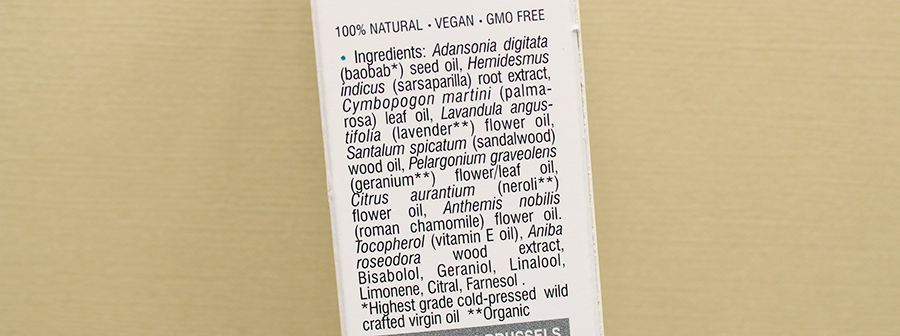 100% NATURAL • VEGAN • GMO FREE
• Ingredients: Adansonia digitata
(baobab*) seed oil, Hemidesmus
indicus (sarsaparilla) root extract,
Cymbopogon martini (palma-
rosa) leaf oil, Lavandula angus-
tifolia (lavender**) flower oil,
Santalum spicatum (sandalwood)
wood oil, Pelargonium graveolens
(geranium**) flower/leaf oil,
Citrus aurantium (neroli**)
flower oil, Anthemis nobilis
(roman chamomile) flower oil.
Tocopherol (vitamin E oil), Aniba
roseodora wood extract,
Bisabolol, Geraniol, Linalool,
Limonene, Citral, Farnesol .
*Highest grade cold-pressed wild
crafted virgin oil **Organic
BRUSSELS